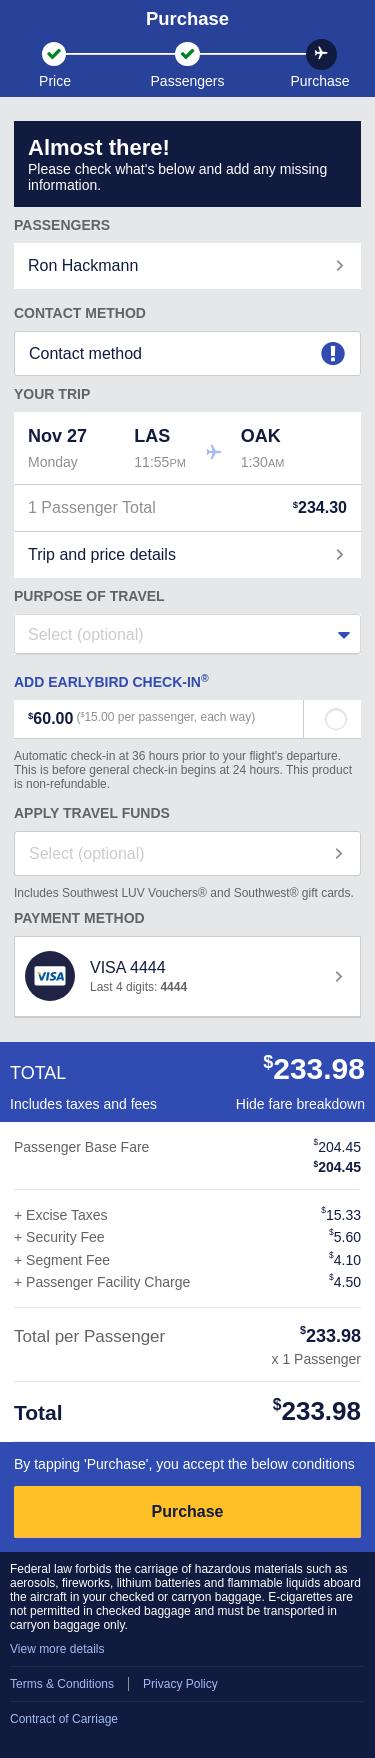 Purchase
Price
Passengers
Purchase
Almost there!
Please check what's below and add any missing
information.
PASSENGERS
Ron Hackmann
CONTACT METHOD
Contact method
YOUR TRIP
Nov 27 LAS OAK
Monday 11:55PM 1:30AM
1 Passenger Total $234.30
Trip and price details
PURPOSE OF TRAVEL
Select (optional)
ADD EARLYBIRD CHECK-IN®
$60.00 ($15.00 per passenger, each way)
Automatic check-in at 36 hours prior to your flight's departure.
This is before general check-in begins at 24 hours. This product
is non-refundable.
APPLY TRAVEL FUNDS
Select (optional)
Includes Southwest LUV Vouchers® and Southwest® gift cards.
PAYMENT METHOD
VISA
VISA 4444
Last 4 digits: 4444
TOTAL $233.98
Includes taxes and fees Hide fare breakdown
Passenger Base Fare $204.45
$204.45
+ Excise Taxes $15.33
+ Security Fee $5.60
+ Segment Fee $4.10
+ Passenger Facility Charge $4.50
Total per Passenger $233.98
x 1 Passenger
Total $233.98
By tapping 'Purchase', you accept the below conditions
Purchase
Federal law forbids the carriage of hazardous materials such as
aerosols, fireworks, lithium batteries and flammable liquids aboard
the aircraft in your checked or carryon baggage. E-cigarettes are
not permitted in checked baggage and must be transported in
carryon baggage only.
View more details
Terms & Conditions Privacy Policy
Contract of Carriage